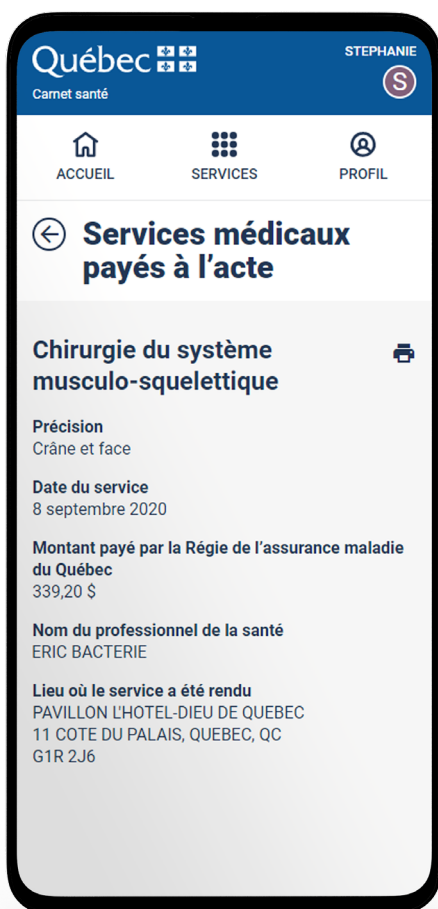 Québec
STEPHANIE
Carnet santé
S
ACCUEIL
SERVICES
PROFIL
Services médicaux
payés à l'acte
Chirurgie du système
musculo-squelettique
Précision
Crâne et face
Date du service
8 septembre 2020
Montant payé par la Régie de l'assurance maladie
du Québec
339,20 $
Nom du professionnel de la santé
ERIC BACTERIE
Lieu où le service a été rendu
PAVILLON L'HOTEL-DIEU DE QUEBEC
11 COTE DU PALAIS, QUEBEC, QC
G1R 2J6